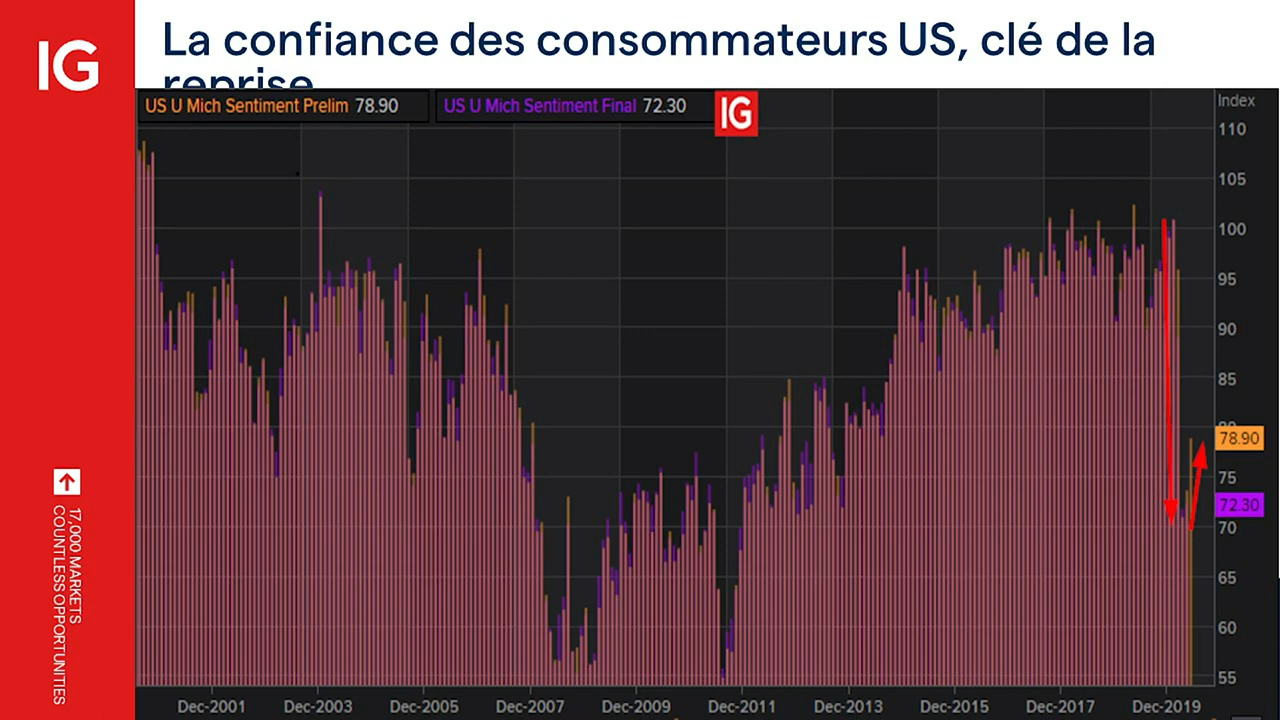 IG
La confiance des consommateurs US, clé de la
reprise
US U Mich Sentiment Prelim 78.90
US U Mich Sentiment Final 72.30
IG
Index
110
105
100
95
90
85
80
78.90
75
72.30
70
65
60
55
Dec-2001 Dec-2003 Dec-2005 Dec-2007 Dec-2009 Dec-2011 Dec-2013 Dec-2015 Dec-2017 Dec-2019
17,000 MARKETS
COUNTLESS OPPORTUNITIES